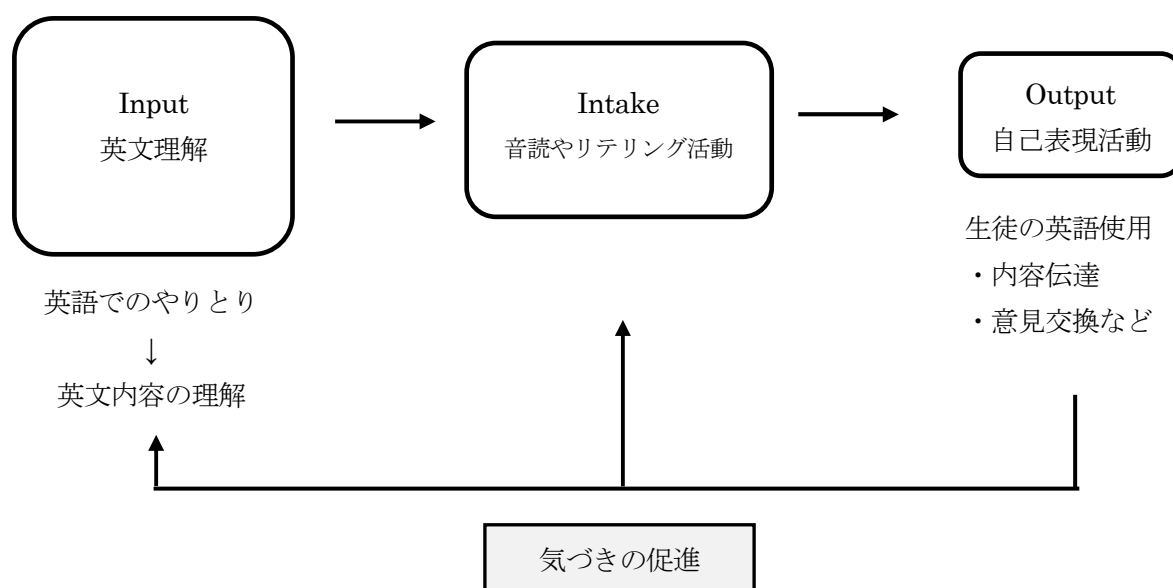 Input
英文理解
英語でのやりとり
↓
英文内容の理解
Intake
音読やリテリング活動
Output
自己表現活動
生徒の英語使用
・内容伝達
・意見交換など
気づきの促進